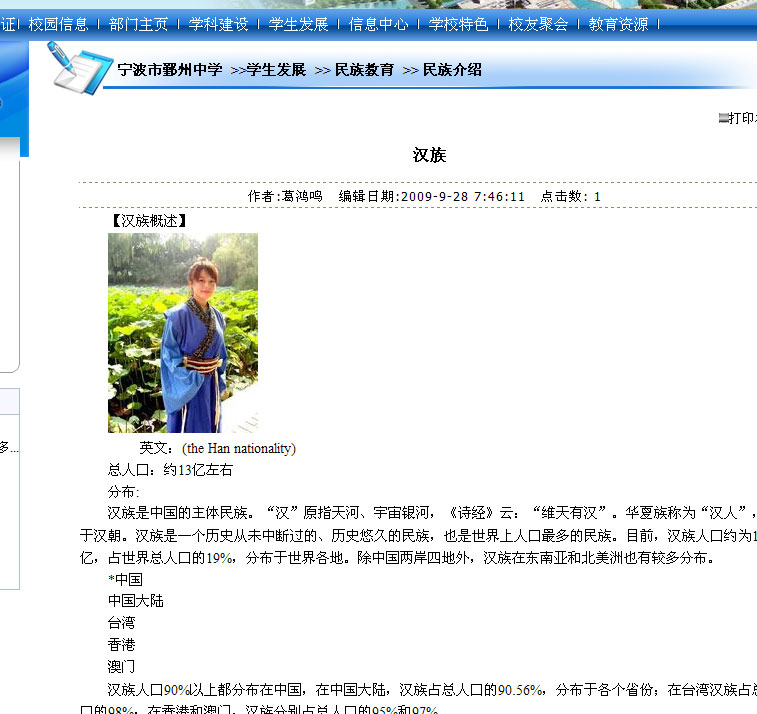 证 校园信息 部门主页 学科建设 学生发展 信息中心 学校特色 校友聚会 教育资源
宁波市鄞州中学 >>学生发展 >> 民族教育 >> 民族介绍
打印
汉族
作者:葛鸿鸣 编辑日期:2009-9-28 7:46:11 点击数: 1
【汉族概述】
英文：(the Han nationality)
多...
总人口：约13亿左右
分布:
汉族是中国的主体民族。“汉”原指天河、宇宙银河，《诗经》云：“维天有汉”。华夏族称为“汉人”，
于汉朝。汉族是一个历史从未中断过的、历史悠久的民族，也是世界上人口最多的民族。目前，汉族人口约为1
亿，占世界总人口的19%，分布于世界各地。除中国两岸四地外，汉族在东南亚和北美洲也有较多分布。
*中国
中国大陆
台湾
香港
澳门
汉族人口90%以上都分布在中国，在中国大陆，汉族占总人口的90.56%，分布于各个省份；在台湾汉族占总
口的98%，在香港和澳门，汉族分别占总人口的95%和97%